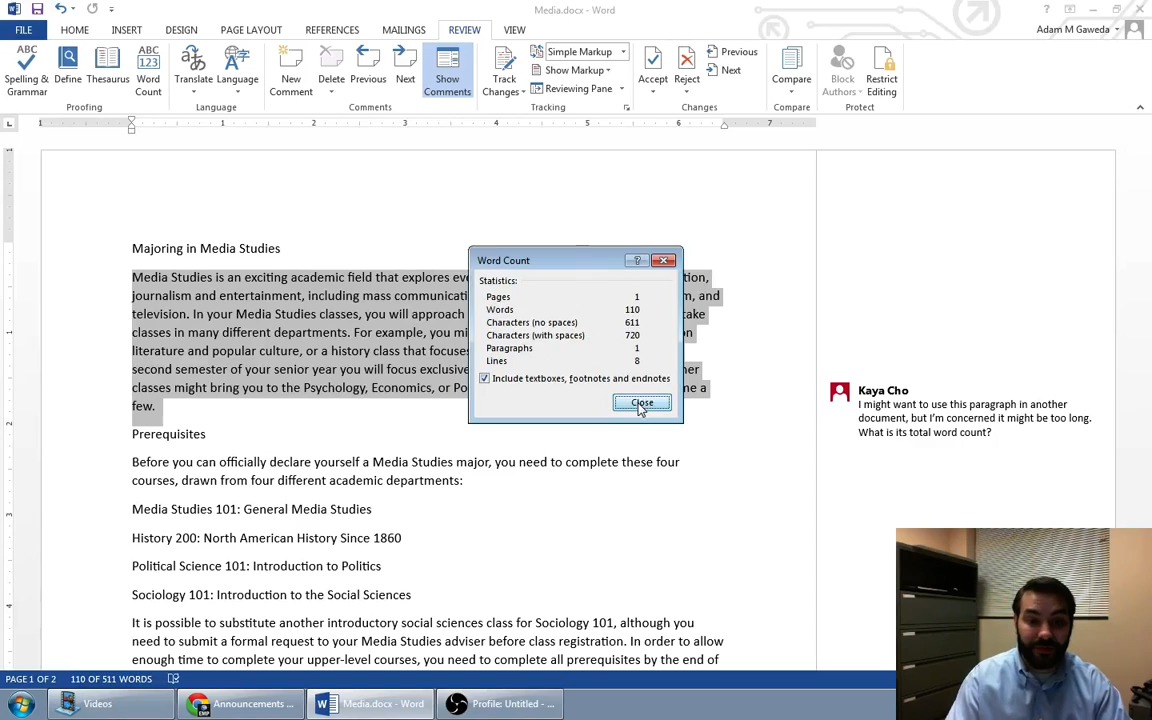 Media.docx - Word
FILE HOME INSERT DESIGN PAGE LAYOUT REFERENCES MAILINGS REVIEW VIEW
Adam M Gaweda
Spelling & Grammar
Define
Thesaurus
Word Count
Translate
Language
New Comment
Delete
Previous
Next
Show Comments
Track Changes
Simple Markup
Show Markup
Reviewing Pane
Accept
Reject
Previous
Next
Compare
Block Authors
Restrict Editing
Proofing Language Comments Tracking Changes Compare Protect
1 1 2 3 4 5 6 7
Majoring in Media Studies
Media Studies is an exciting academic field that explores
journalism and entertainment, including mass and
television. In your Media Studies classes, you will approach take
classes in many different departments. For example, you
literature and popular culture, or a history class that
second semester of your senior year you will focus
classes might bring you to the Psychology, Economics, or a
few.
Word Count
Statistics:
Pages 1
Words 110
Characters (no spaces) 611
Characters (with spaces) 720
Paragraphs 1
Lines 8
Include textboxes, footnotes and endnotes
Close
Kaya Cho
I might want to use this paragraph in another
document, but I'm concerned it might be too long.
What is its total word count?
Prerequisites
Before you can officially declare yourself a Media Studies major, you need to complete these four
courses, drawn from four different academic departments:
Media Studies 101: General Media Studies
History 200: North American History Since 1860
Political Science 101: Introduction to Politics
Sociology 101: Introduction to the Social Sciences
It is possible to substitute another introductory social sciences class for Sociology 101, although you
need to submit a formal request to your Media Studies adviser before class registration. In order to allow
enough time to complete your upper-level courses, you need to complete all prerequisites by the end of
PAGE 1 OF 2 110 OF 511 WORDS
Videos
Announcements ...
Media.docx - Word
Profile: Untitled - ...